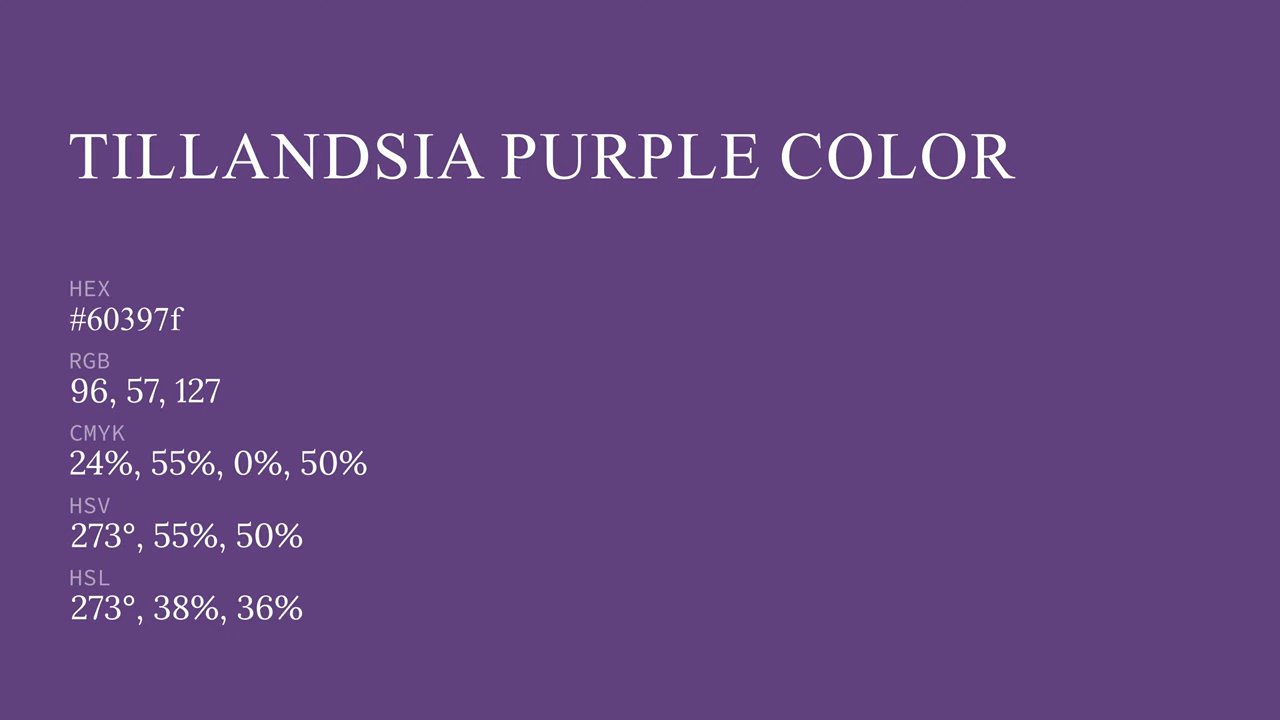 TILLANDSIA PURPLE COLOR
HEX
#60397f
RGB
96, 57, 127
CMYK
24%, 55%, 0%, 50%
HSV
273°, 55%, 50%
HSL
273°, 38%, 36%